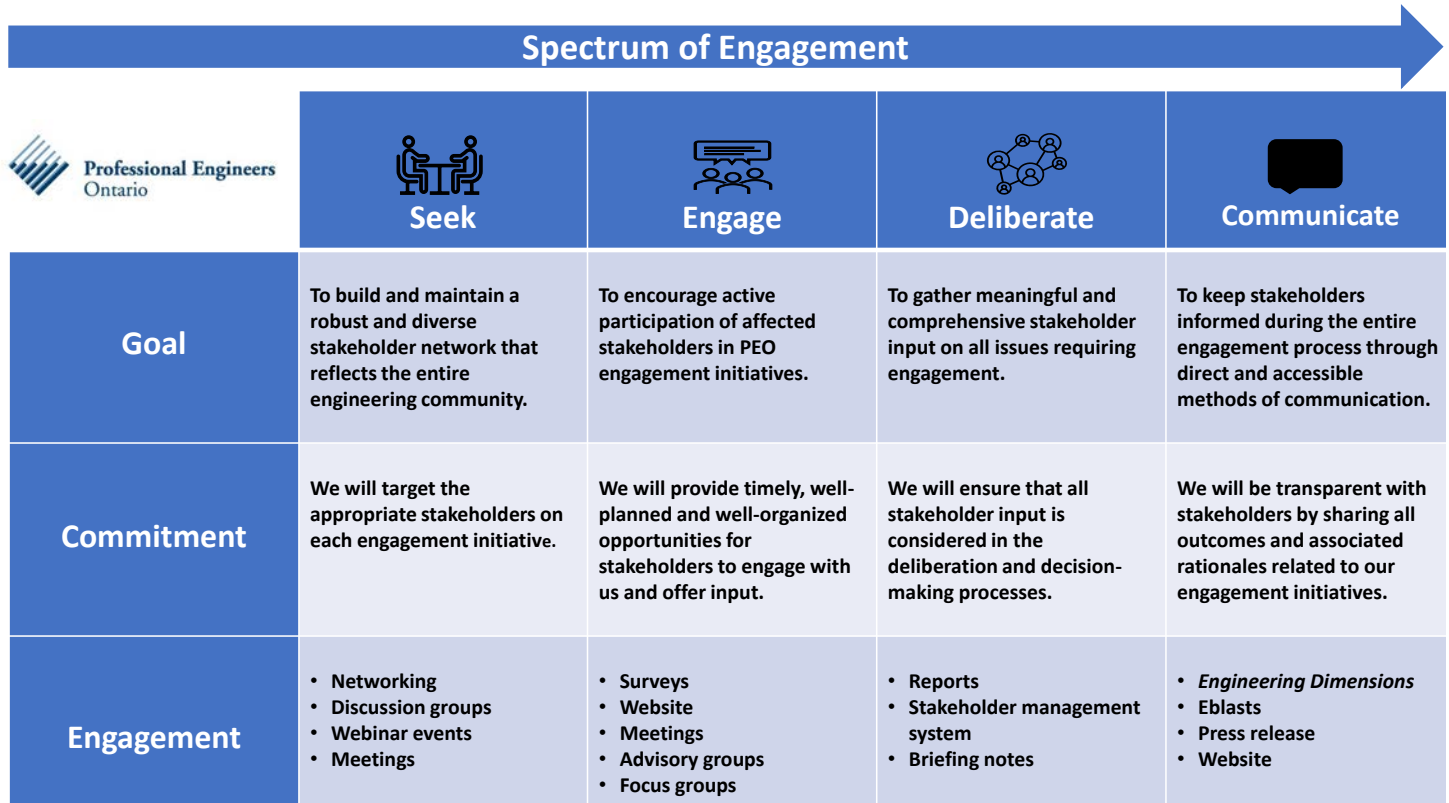 Spectrum of Engagement
Professional Engineers
Ontario
Seek
Engage
Deliberate
Communicate
Goal
To build and maintain a
robust and diverse
stakeholder network that
reflects the entire
engineering community.
To encourage active
participation of affected
stakeholders in PEO
engagement initiatives.
To gather meaningful and
comprehensive stakeholder
input on all issues requiring
engagement.
To keep stakeholders
informed during the entire
engagement process through
direct and accessible
methods of communication.
Commitment
We will target the
appropriate stakeholders on
each engagement initiative.
We will provide timely, well-
planned and well-organized
opportunities for
stakeholders to engage with
us and offer input.
We will ensure that all
stakeholder input is
considered in the
deliberation and decision-
making processes.
We will be transparent with
stakeholders by sharing all
outcomes and associated
rationales related to our
engagement initiatives.
Engagement
• Networking
• Discussion groups
• Webinar events
• Meetings
• Surveys
• Website
• Meetings
• Advisory groups
• Focus groups
• Reports
• Stakeholder management
system
• Briefing notes
• Engineering Dimensions
• Eblasts
• Press release
• Website